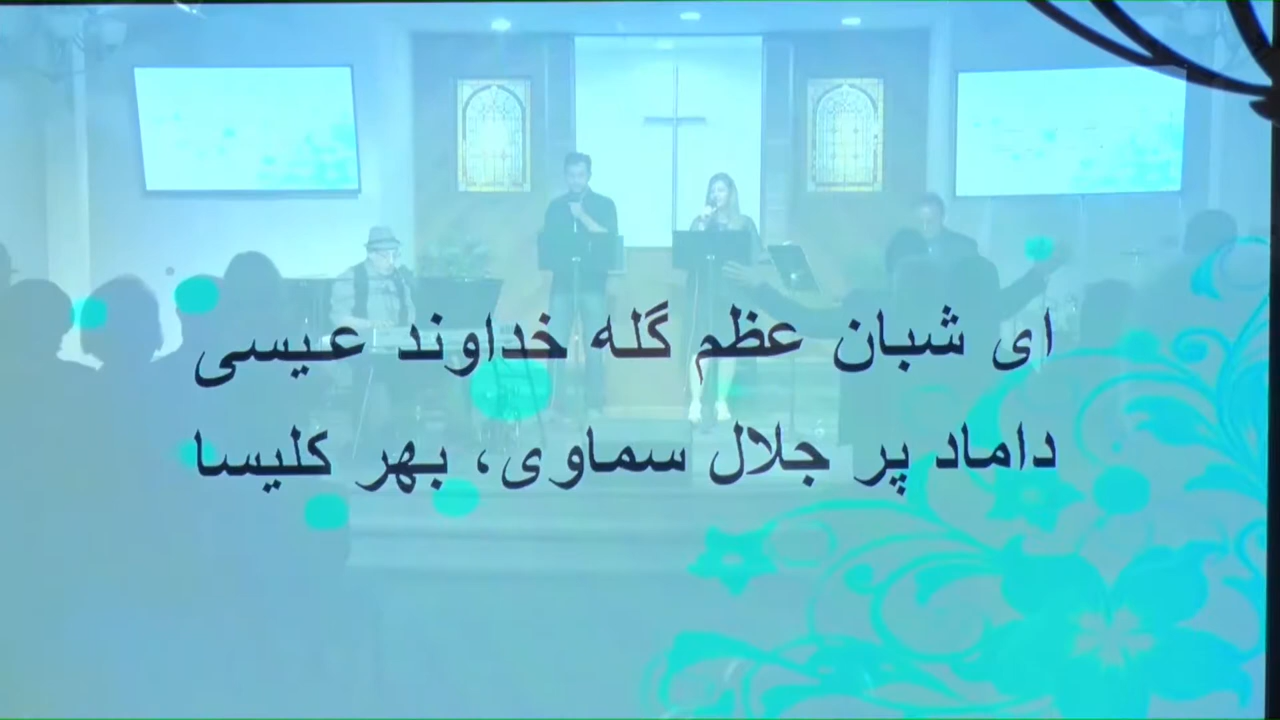 ای شبان عظم گله خداوند عیسی
داماد پر جلال سماوی، بهر کلیسا